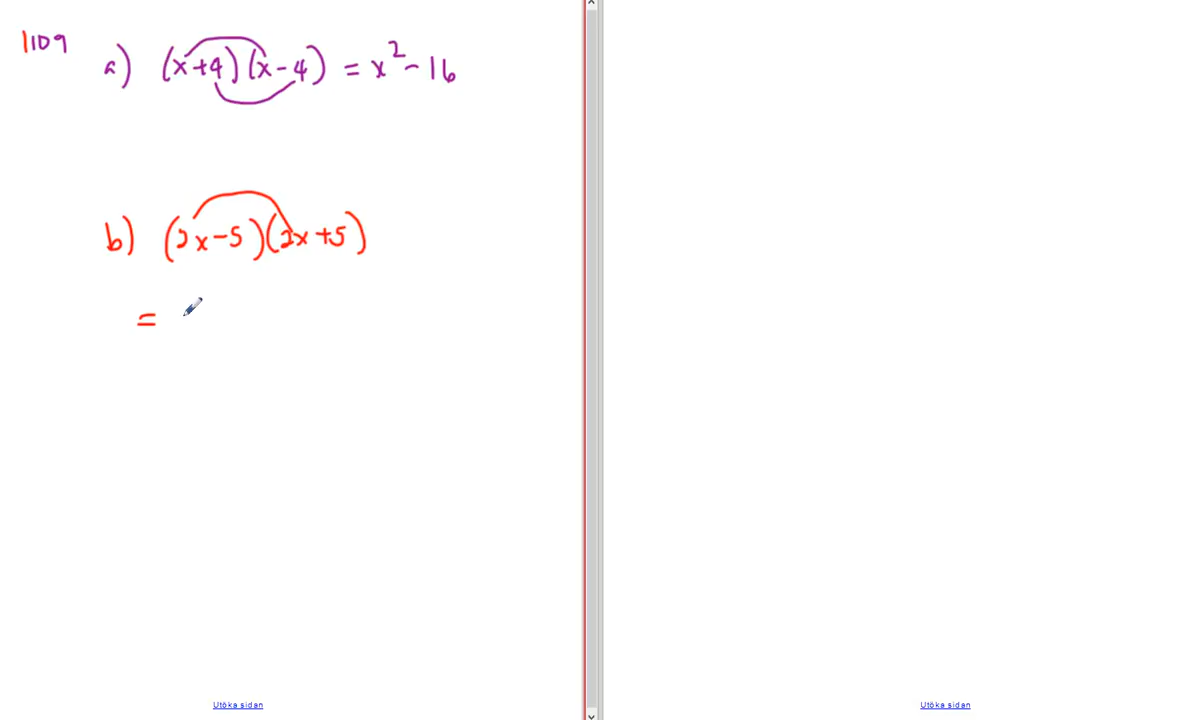 1109
a) (x+4)(x-4) = x²-16
b) (2x-5)(2x+5)
=
Utöka sidan Utöka sidan